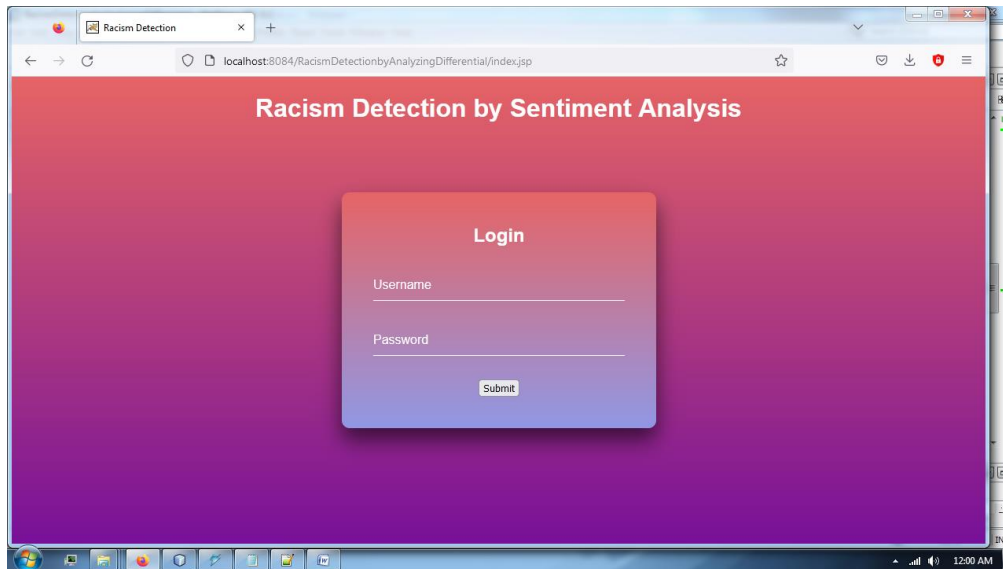 Racism Detection
localhost:8084/RacismDetectionbyAnalyzingDifferential/index.jsp
Racism Detection by Sentiment Analysis
Login
Username
Password
Submit
12:00 AM